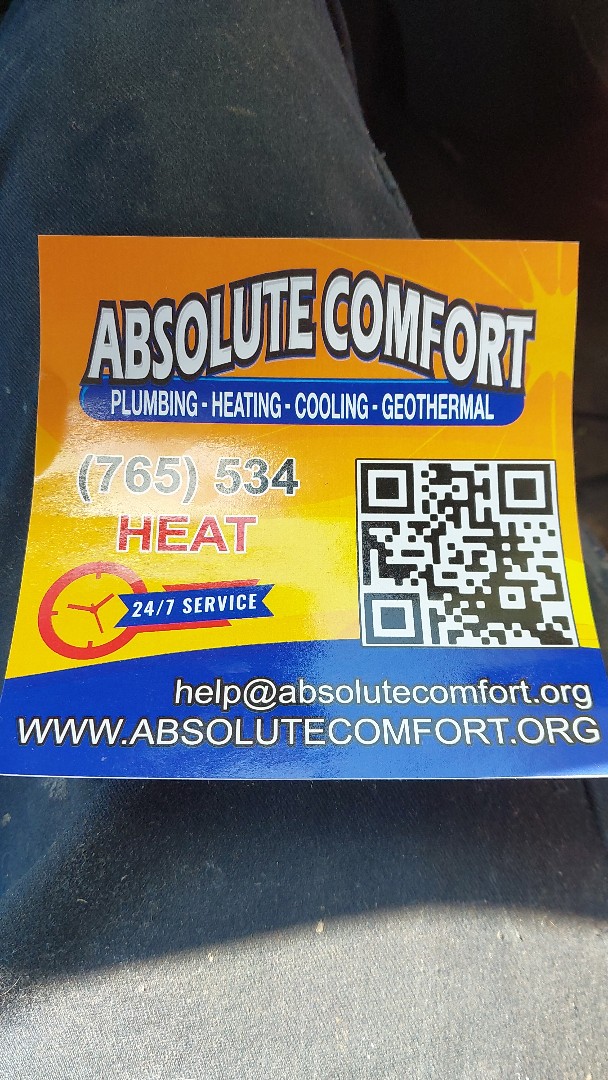 ABSOLUTE COMFORT
PLUMBING - HEATING - COOLING - GEOTHERMAL
(765) 534
HEAT
24/7 SERVICE
help@absolutecomfort.org
WWW.ABSOLUTECOMFORT.ORG